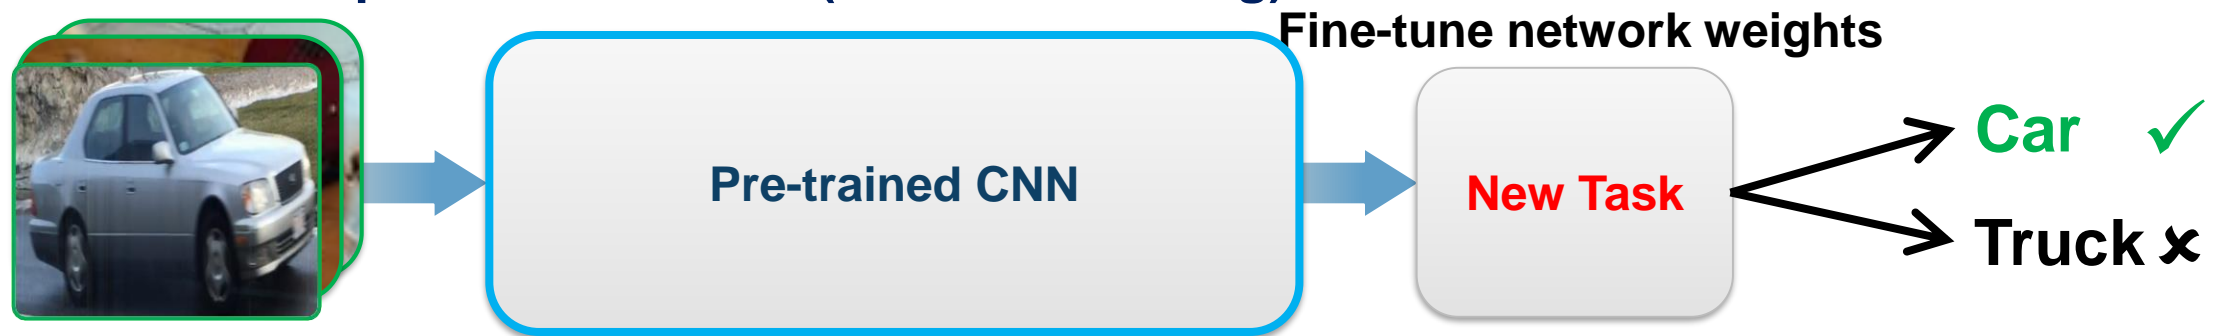 Fine-tune network weights
Pre-trained CNN
New Task
Car ✓
Truck ✘